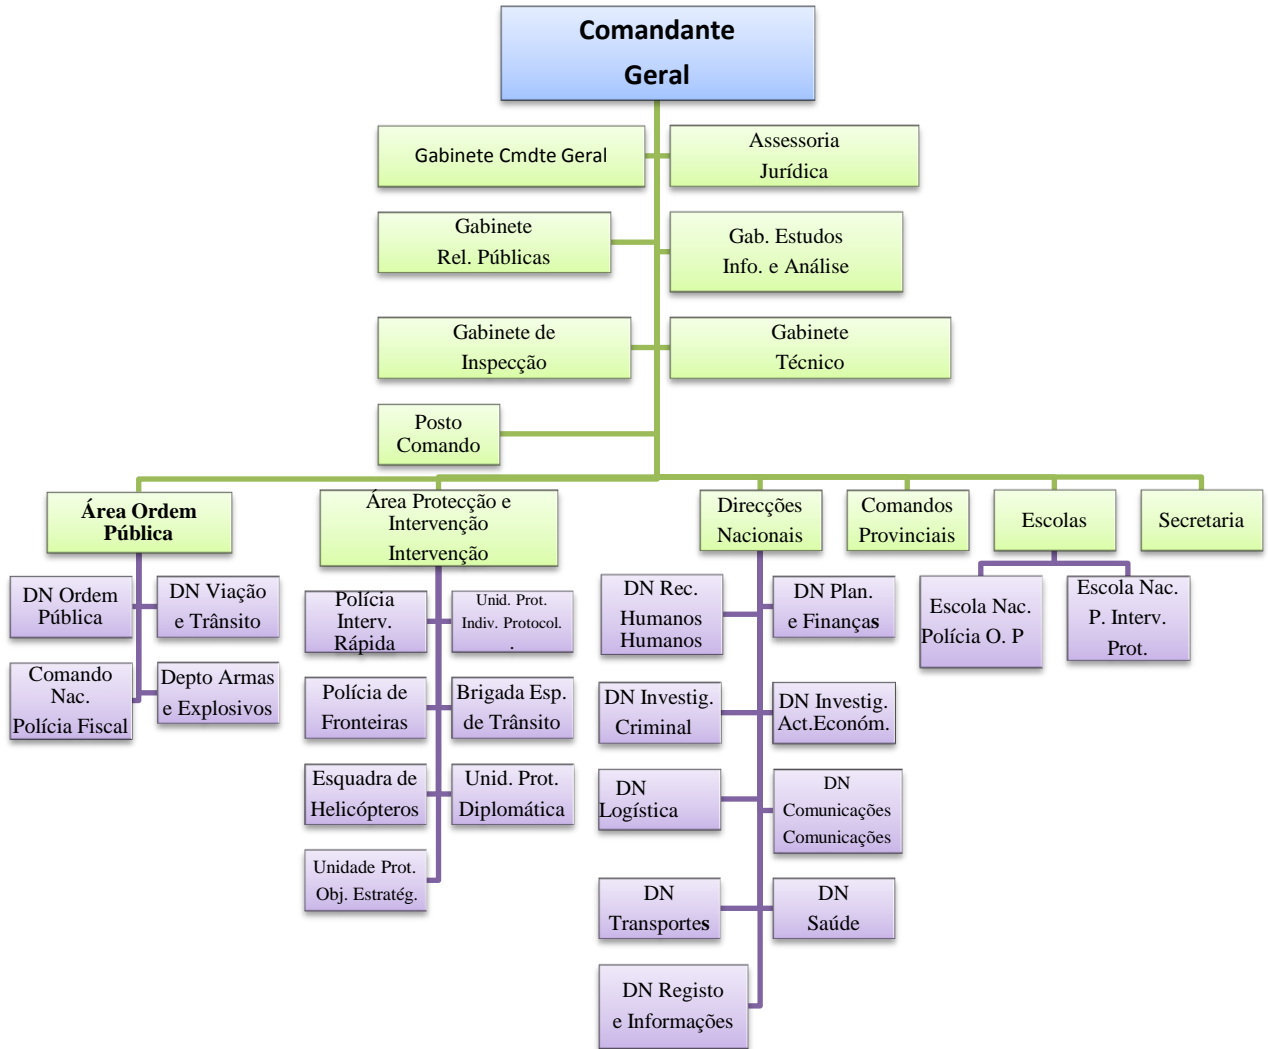 Comandante
Geral
Gabinete Cmdte Geral
Assessoria
Jurídica
Gabinete
Rel. Públicas
Gab. Estudos
Info. e Análise
Gabinete de
Inspecção
Gabinete
Técnico
Posto
Comando
Área Ordem
Pública
Área Protecção e
Intervenção
Intervenção
Direcções
Nacionais
Comandos
Provinciais
Escolas
Secretaria
DN Ordem
Pública
DN Viação
e Trânsito
Comando
Nac.
Polícia Fiscal
Depto Armas
e Explosivos
Polícia
Interv.
Rápida
Unid. Prot.
Indiv. Protocol.
.
Polícia de
Fronteiras
Brigada Esp.
de Trânsito
Esquadra de
Helicópteros
Unid. Prot.
Diplomática
Unidade Prot.
Obj. Estratég.
DN Rec.
Humanos
Humanos
DN Plan.
e Finanças
DN Investig.
Criminal
DN Investig.
Act.Económ.
DN
Logística
DN
Comunicações
Comunicações
DN
Transportes
DN
Saúde
DN Registo
e Informações
Escola Nac.
Polícia O. P
Escola Nac.
P. Interv.
Prot.